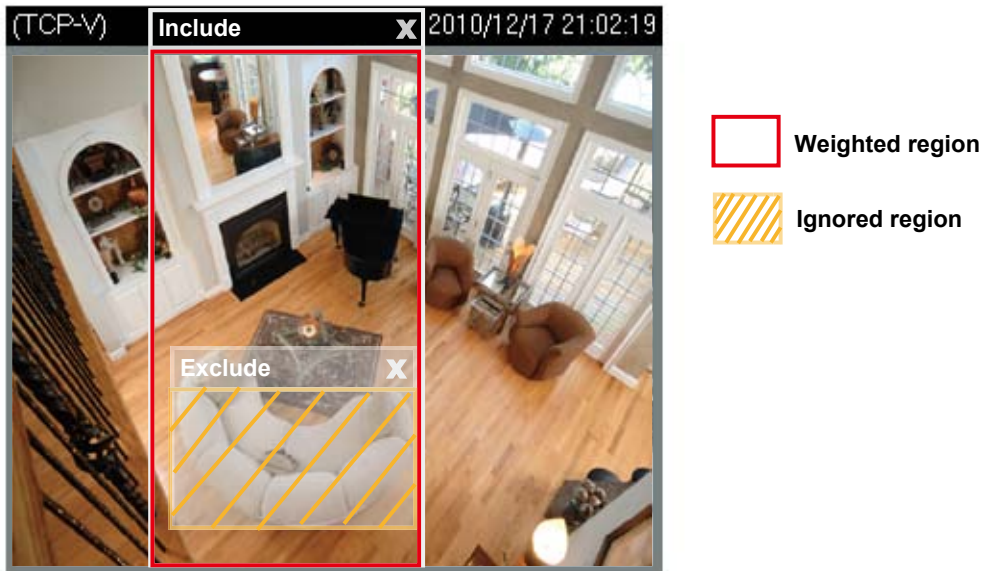 (TCP-V) Include X 2010/12/17 21:02:19
Weighted region
Ignored region
Exclude X